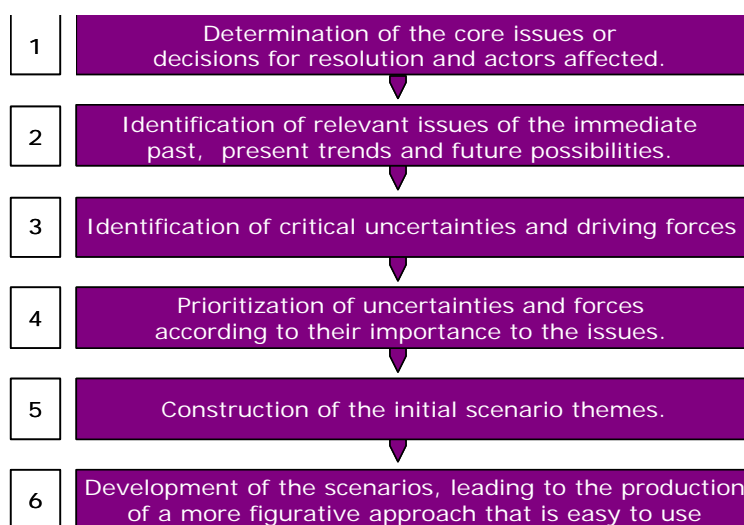 1
Determination of the core issues or
decisions for resolution and actors affected.
2
Identification of relevant issues of the immediate
past, present trends and future possibilities.
3
Identification of critical uncertainties and driving forces
4
Prioritization of uncertainties and forces
according to their importance to the issues.
5
Construction of the initial scenario themes.
6
Development of the scenarios, leading to the production
of a more figurative approach that is easy to use